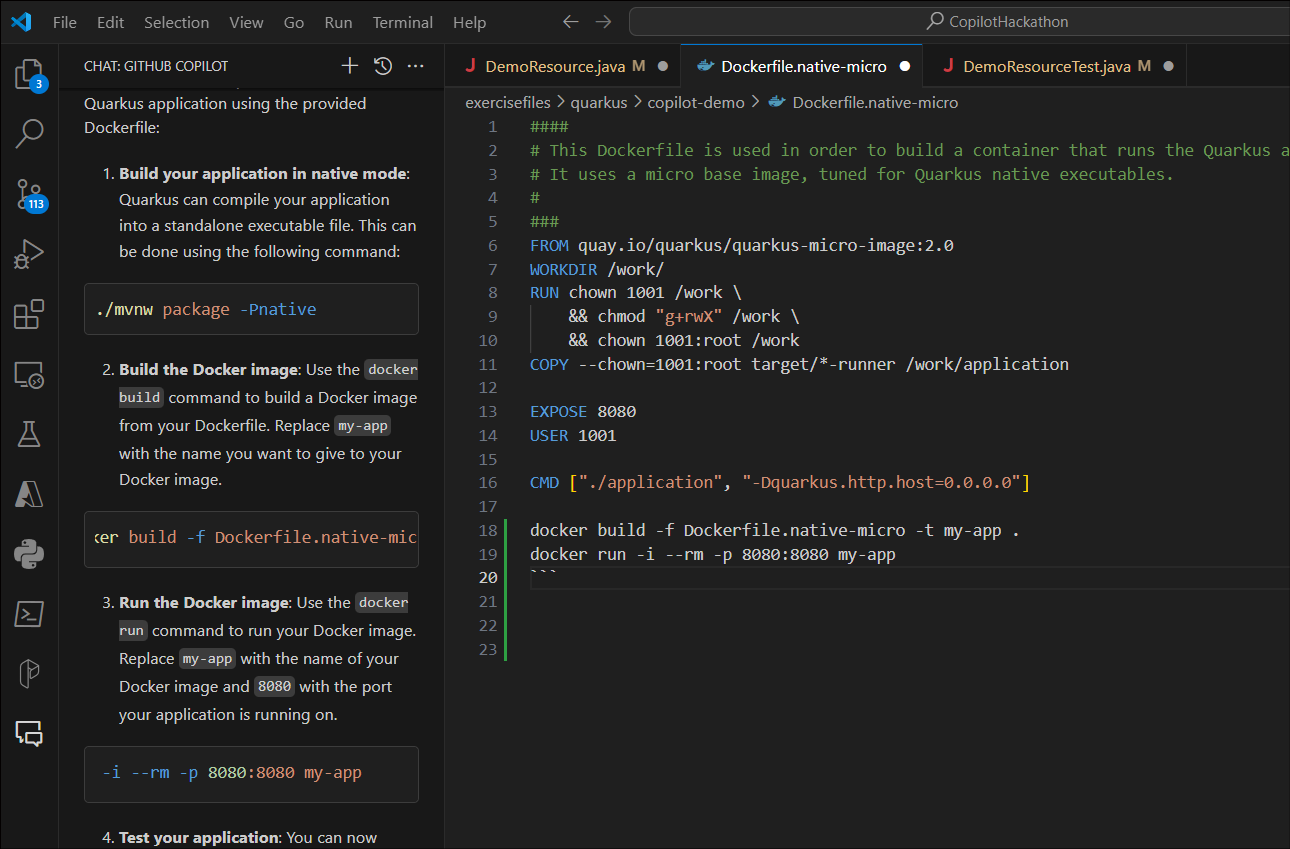 File Edit Selection View Go Run Terminal Help
CopilotHackathon
3
113
CHAT: GITHUB COPILOT
Quarkus application using the provided
Dockerfile:
1. Build your application in native mode:
Quarkus can compile your application
into a standalone executable file. This can
be done using the following command:
./mvnw package -Pnative
2. Build the Docker image: Use the docker
build command to build a Docker image
from your Dockerfile. Replace my-app
with the name you want to give to your
Docker image.
ker build -f Dockerfile.native-mic
3. Run the Docker image: Use the docker
run command to run your Docker image.
Replace my-app with the name of your
Docker image and 8080 with the port
your application is running on.
-i --rm -p 8080:8080 my-app
4. Test your application: You can now
J DemoResource.java M
Dockerfile.native-micro
J DemoResourceTest.java M
exercisefiles > quarkus > copilot-demo > Dockerfile.native-micro
1 ####
2 # This Dockerfile is used in order to build a container that runs the Quarkus a
3 # It uses a micro base image, tuned for Quarkus native executables.
4 #
5 ###
6 FROM quay.io/quarkus/quarkus-micro-image:2.0
7 WORKDIR /work/
8 RUN chown 1001 /work \
9 && chmod "g+rwX" /work \
10 && chown 1001:root /work
11 COPY --chown=1001:root target/*-runner /work/application
12
13 EXPOSE 8080
14 USER 1001
15
16 CMD ["./application", "-Dquarkus.http.host=0.0.0.0"]
17
18 docker build -f Dockerfile.native-micro -t my-app .
19 docker run -i --rm -p 8080:8080 my-app
20 ```
21
22
23